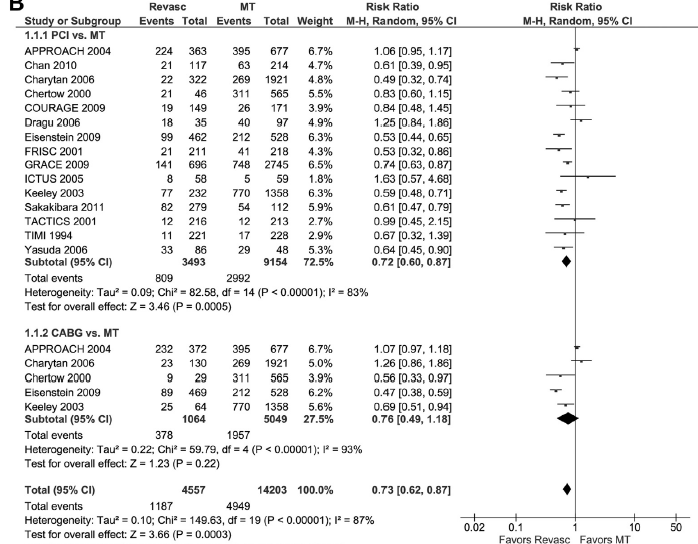 B
Revasc MT Risk Ratio Risk Ratio
Study or Subgroup Events Total Events Total Weight M-H, Random, 95% CI M-H, Random, 95% CI
1.1.1 PCI vs. MT
APPROACH 2004 224 363 395 677 6.7% 1.06 [0.95, 1.17]
Chan 2010 21 117 63 214 5.1% 0.61 [0.39, 0.95]
Charytan 2006 22 322 269 1921 5.2% 0.49 [0.32, 0.74]
Chertow 2000 21 46 311 565 5.8% 0.83 [0.60, 1.15]
COURAGE 2009 19 149 26 171 4.2% 0.84 [0.48, 1.45]
Dragu 2006 18 35 40 97 5.3% 1.25 [0.84, 1.86]
Eisenstein 2009 99 462 212 528 6.4% 0.53 [0.44, 0.65]
FRISC 2001 21 211 41 218 4.6% 0.53 [0.32, 0.86]
GRACE 2009 141 696 748 2745 6.5% 0.74 [0.63, 0.87]
ICTUS 2005 8 58 5 59 1.9% 1.63 [0.57, 4.68]
Keeley 2003 77 232 770 1358 6.4% 0.59 [0.48, 0.71]
Sakakibara 2011 82 279 54 112 6.1% 0.61 [0.47, 0.79]
TACTICS 2001 12 216 12 213 2.9% 0.99 [0.45, 2.15]
TIMI 1994 11 221 17 228 3.1% 0.67 [0.32, 1.39]
Yasuda 2006 33 86 29 48 5.5% 0.64 [0.45, 0.90]
Subtotal (95% CI) 3493 9154 72.5% 0.72 [0.60, 0.87]
Total events 809 2992
Heterogeneity: Tau² = 0.09; Chi² = 82.58, df = 14 (P < 0.00001); I² = 83%
Test for overall effect: Z = 3.46 (P = 0.0005)
1.1.2 CABG vs. MT
APPROACH 2004 232 372 395 677 6.7% 1.07 [0.97, 1.18]
Charytan 2006 23 130 269 1921 5.3% 1.26 [0.86, 1.86]
Chertow 2000 9 29 311 565 4.2% 0.56 [0.33, 0.97]
Eisenstein 2009 89 469 212 528 6.3% 0.47 [0.38, 0.59]
Keeley 2003 25 64 770 1358 5.8% 0.69 [0.51, 0.94]
Subtotal (95% CI) 1064 5049 27.5% 0.76 [0.49, 1.18]
Total events 378 1957
Heterogeneity: Tau² = 0.22; Chi² = 59.79, df = 4 (P < 0.00001); I² = 93%
Test for overall effect: Z = 1.23 (P = 0.22)
Total (95% CI) 4557 14203 100.0% 0.73 [0.62, 0.87]
Total events 1187 4949
Heterogeneity: Tau² = 0.10; Chi² = 149.63, df = 19 (P < 0.00001); I² = 87%
Test for overall effect: Z = 3.66 (P = 0.0003)
0.02 0.1 1 10 50
Favors Revasc Favors MT